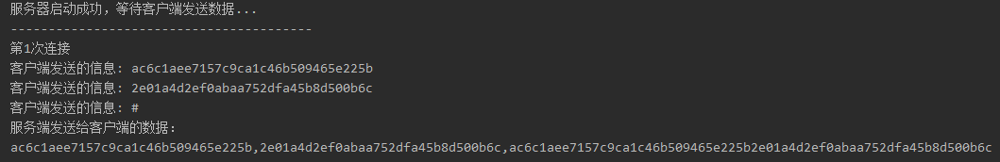 服务器启动成功，等待客户端发送数据...
----------------------------------------
第1次连接
客户端发送的信息: ac6c1aee7157c9ca1c46b509465e225b
客户端发送的信息: 2e01a4d2ef0abaa752dfa45b8d500b6c
客户端发送的信息: #
服务端发送给客户端的数据:
ac6c1aee7157c9ca1c46b509465e225b,2e01a4d2ef0abaa752dfa45b8d500b6c,ac6c1aee7157c9ca1c46b509465e225b2e01a4d2ef0abaa752dfa45b8d500b6c